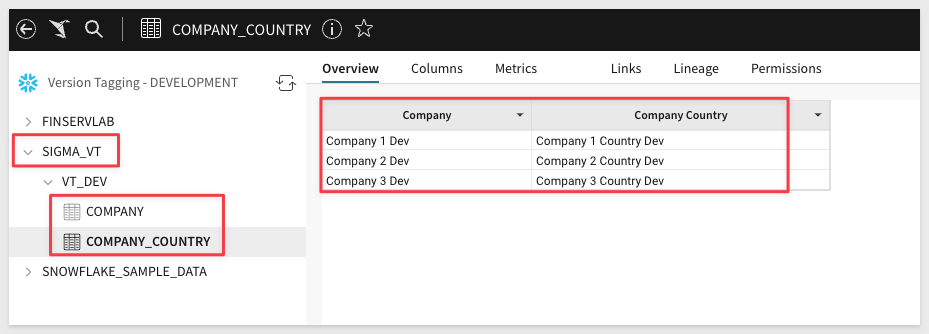 COMPANY_COUNTRY
Version Tagging - DEVELOPMENT
FINSERVLAB
SIGMA_VT
VT_DEV
COMPANY
COMPANY_COUNTRY
SNOWFLAKE_SAMPLE_DATA
Overview Columns Metrics Links Lineage Permissions
Company Company Country
Company 1 Dev Company 1 Country Dev
Company 2 Dev Company 2 Country Dev
Company 3 Dev Company 3 Country Dev